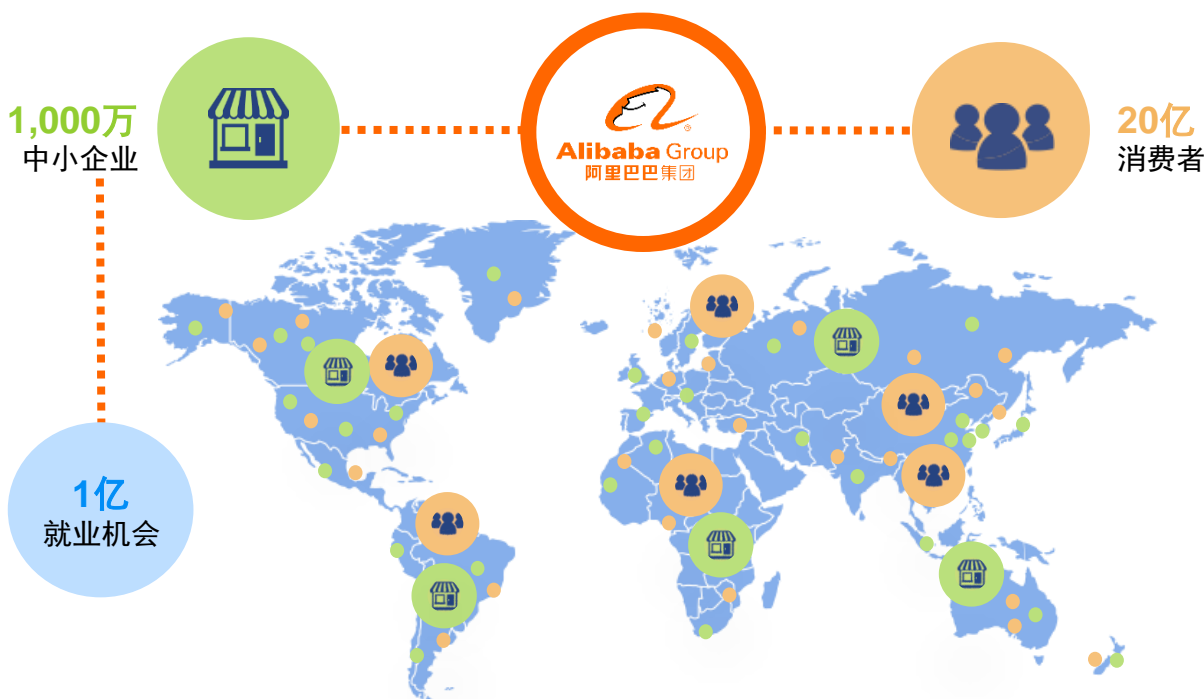 1,000万
中小企业
Alibaba Group
阿里巴巴集团
20亿
消费者
1亿
就业机会